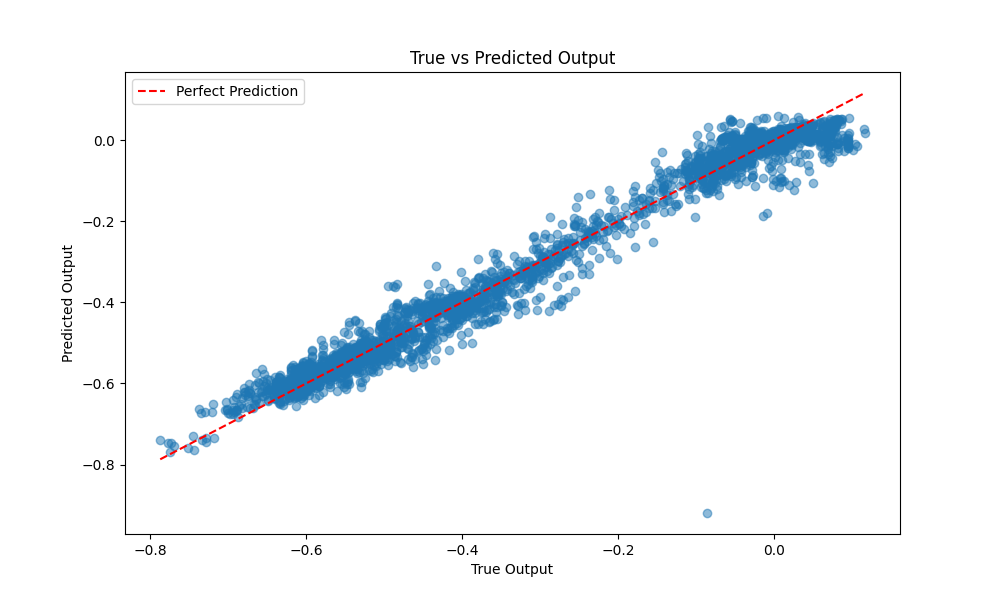 True vs Predicted Output
Perfect Prediction
Predicted Output
0.0
−0.2
−0.4
−0.6
−0.8
−0.8
−0.6
−0.4
−0.2
0.0
True Output